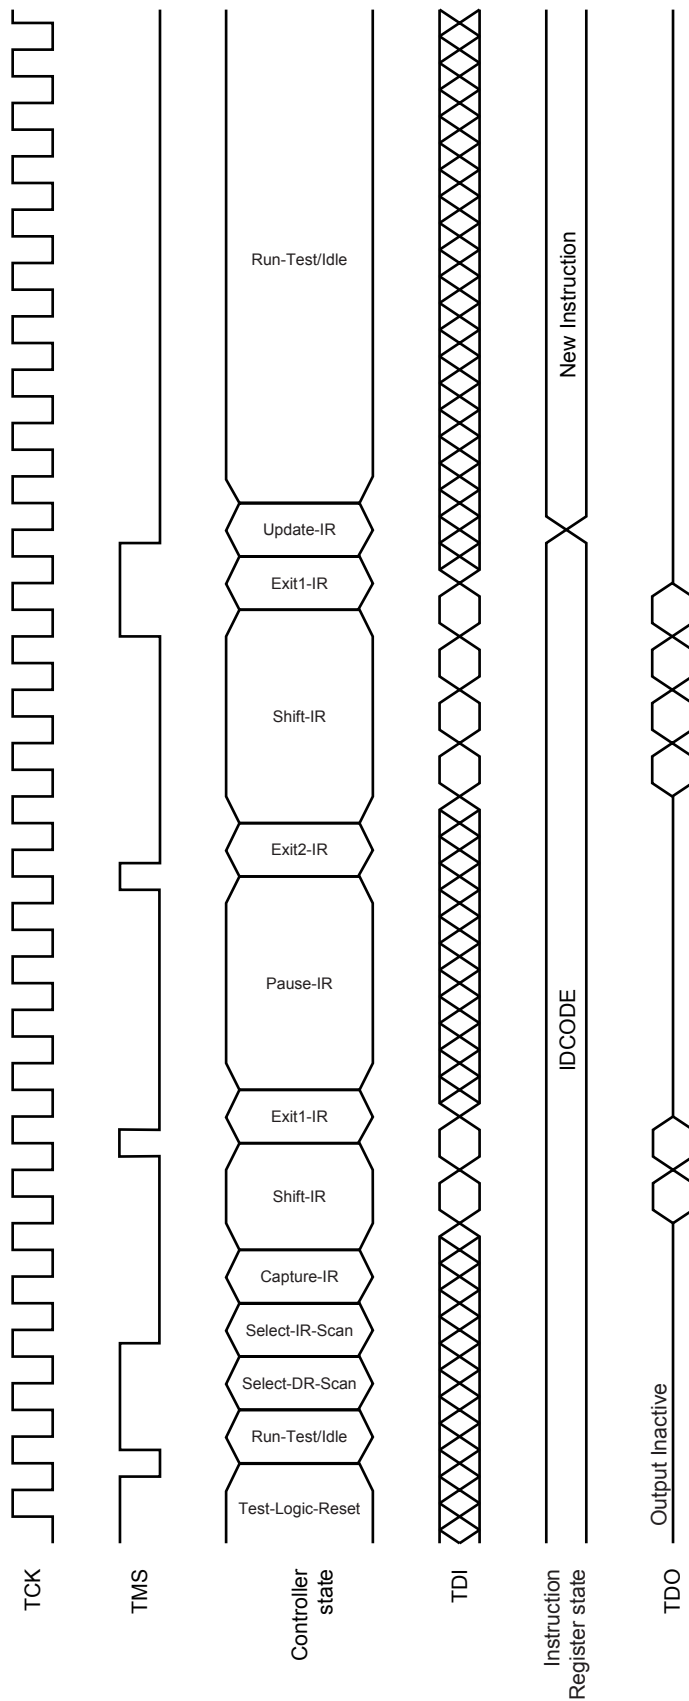 TCK
TMS
Controller
state
Test-Logic-Reset
Run-Test/Idle
Select-DR-Scan
Select-IR-Scan
Capture-IR
Shift-IR
Exit1-IR
Pause-IR
Exit2-IR
Shift-IR
Exit1-IR
Update-IR
Run-Test/Idle
TDI
Instruction
Register state
IDCODE
New Instruction
TDO
Output Inactive